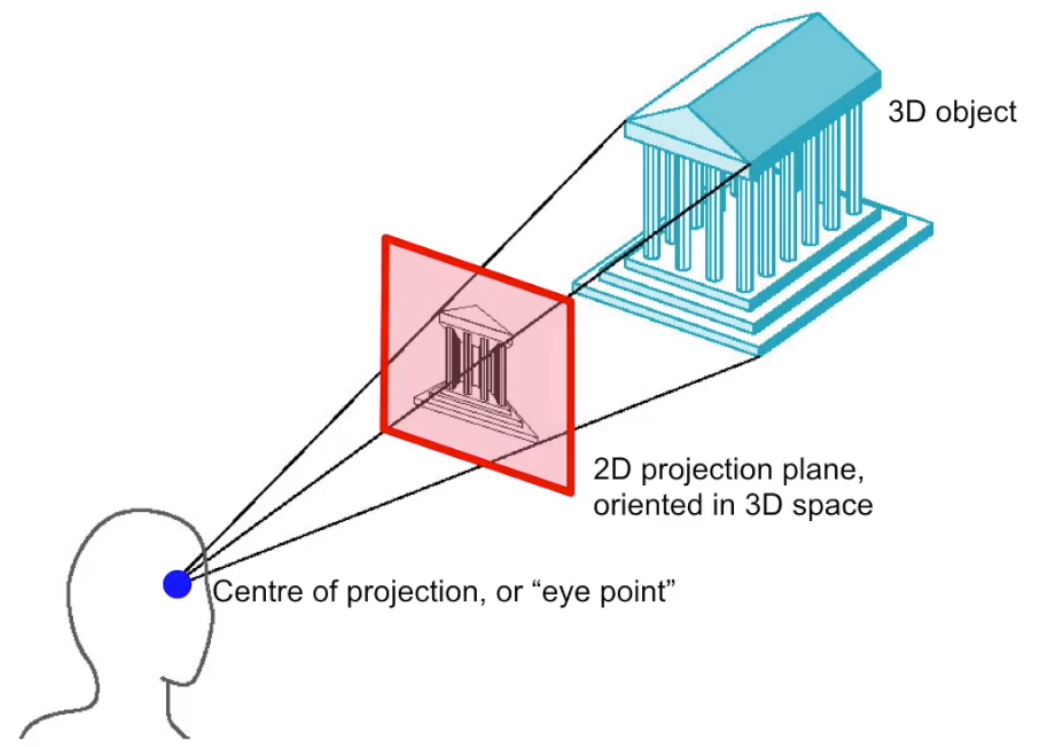 3D object
2D projection plane,
oriented in 3D space
Centre of projection, or “eye point”